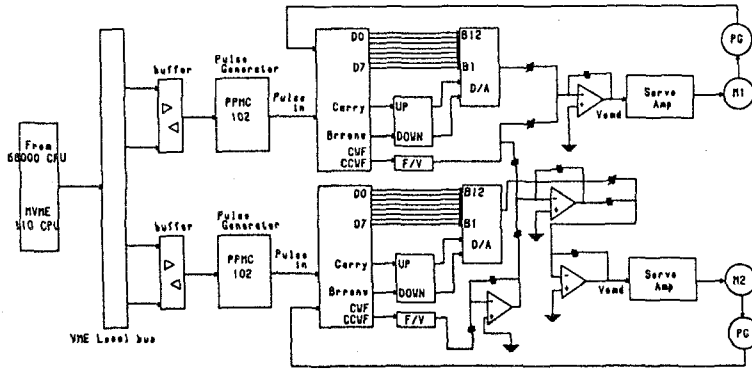 PG
D0
B12
buffer
Pulse
Generator
D7
B1
D/A
Servo
Amp
M1
PPMC
102
Pulse
in
Carry
UP
Vcmd
From
68000 CPU
DOWN
CWF
CCWF
F/V
MVME
110 CPU
D0
B12
buffer
Pulse
Generator
D7
B1
D/A
PPMC
102
Pulse
in
Carry
UP
Servo
Amp
M2
Vcmd
DOWN
CWF
CCWF
F/V
PG
VME Local bus